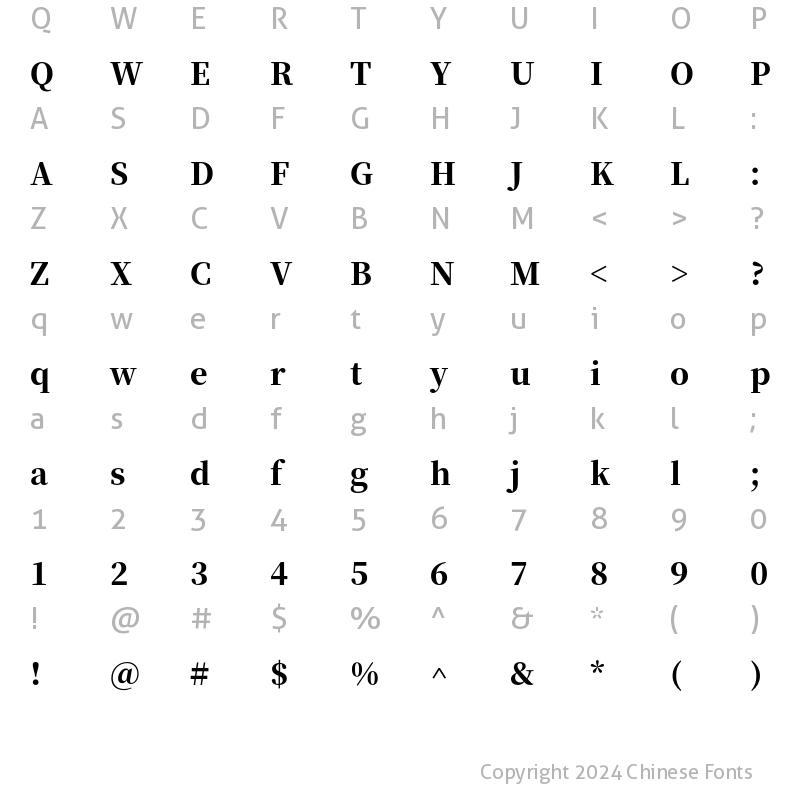 Q W E R T Y U I O P
Q W E R T Y U I O P
A S D F G H J K L :
A S D F G H J K L :
Z X C V B N M < > ?
Z X C V B N M < > ?
q w e r t y u i o p
q w e r t y u i o p
a s d f g h j k l ;
a s d f g h j k l ;
1 2 3 4 5 6 7 8 9 0
1 2 3 4 5 6 7 8 9 0
! @ # $ % ^ & * ( )
! @ # $ % ^ & * ( )
Copyright 2024 Chinese Fonts